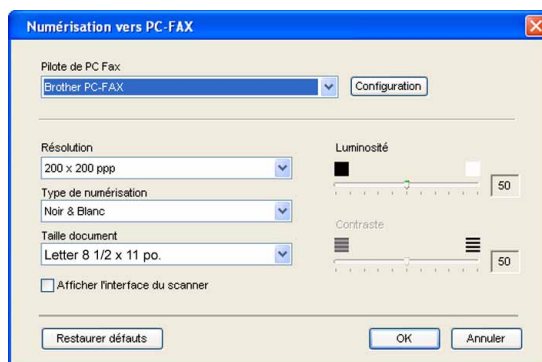 Numérisation vers PC-FAX
Pilote de PC Fax
Brother PC-FAX
Configuration
Résolution
200 x 200 ppp
Type de numérisation
Noir & Blanc
Taille document
Letter 8 1/2 x 11 po.
Afficher l'interface du scanner
Luminosité
50
Contraste
50
Restaurer défauts
OK
Annuler